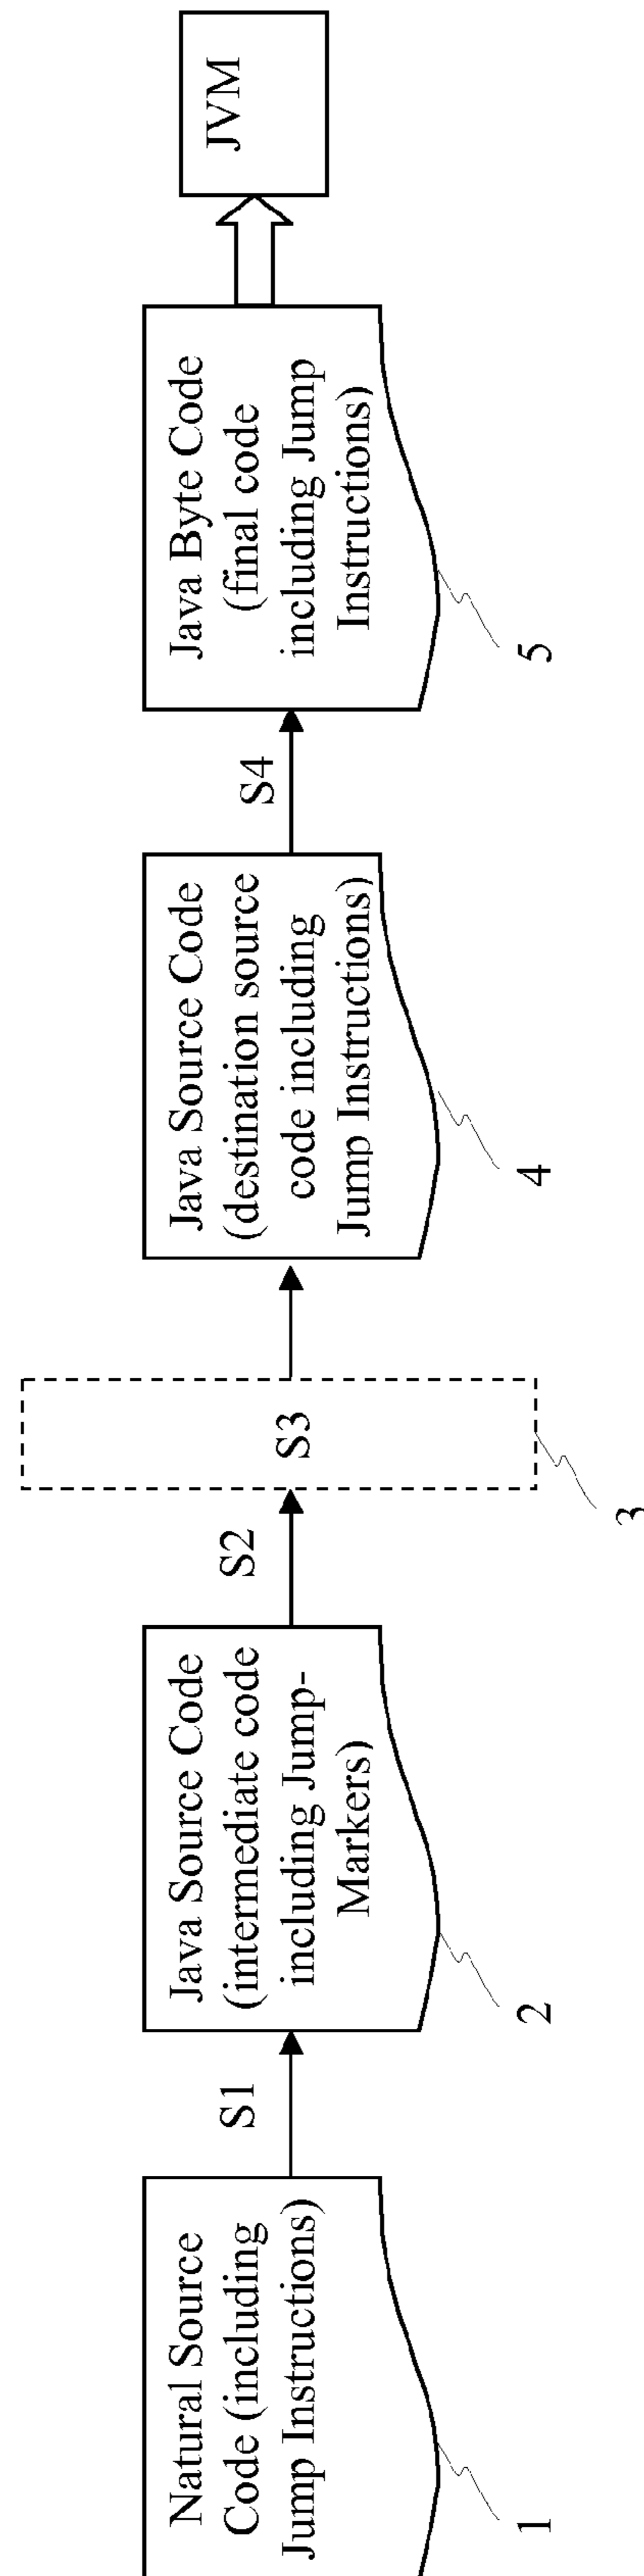 Natural Source
Code (including
Jump Instructions)
1
S1
Java Source Code
(intermediate code
including Jump-
Markers)
2
S2
S3
3
Java Source Code
(destination source
code including
Jump Instructions)
4
S4
Java Byte Code
(final code
including Jump
Instructions)
5
JVM